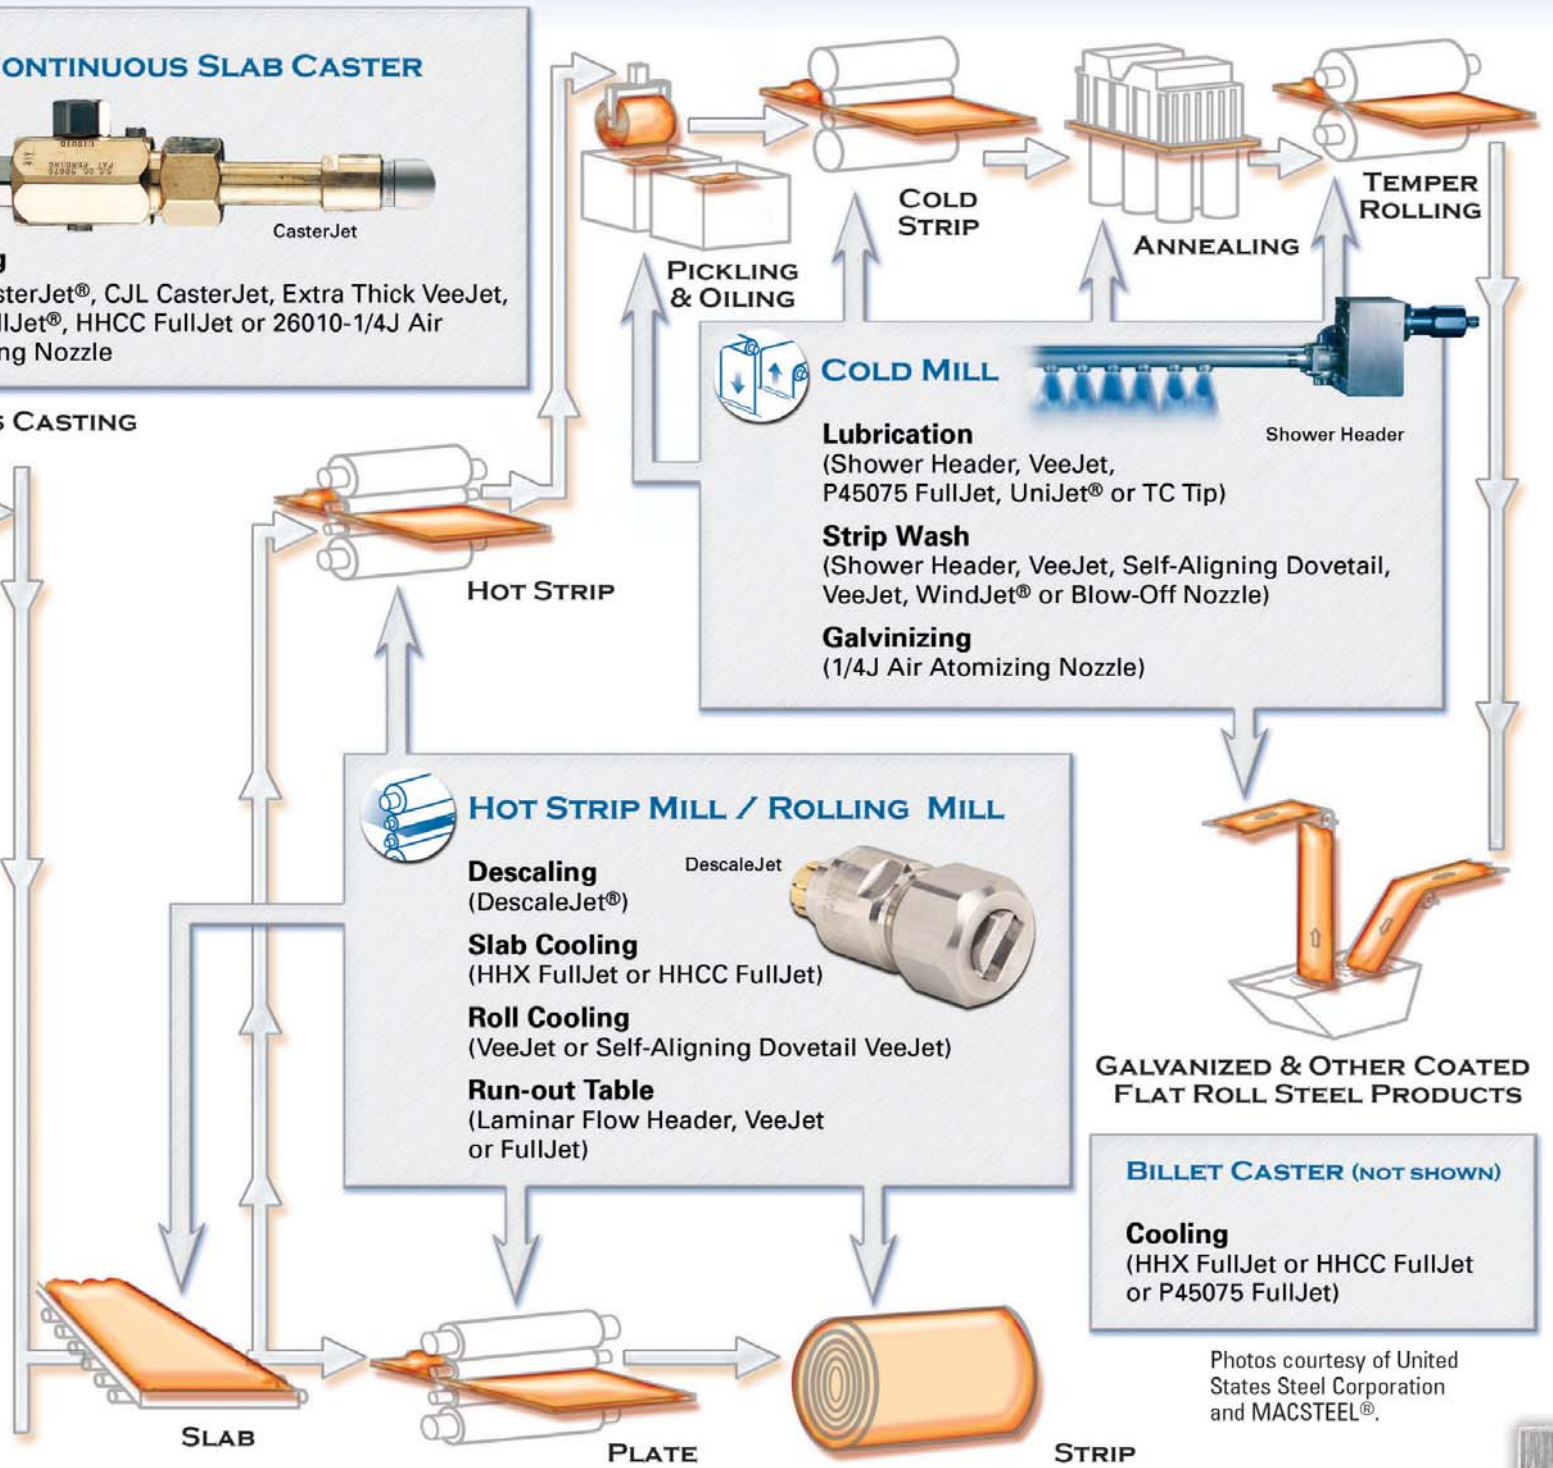 ONTINUOUS SLAB CASTER
CasterJet
g
sterJet®, CJL CasterJet, Extra Thick VeeJet,
llJet®, HHCC FullJet or 26010-1/4J Air
ng Nozzle
S CASTING
PICKLING
& OILING
COLD
STRIP
ANNEALING
TEMPER
ROLLING
COLD MILL
Shower Header
Lubrication
(Shower Header, VeeJet,
P45075 FullJet, UniJet® or TC Tip)
Strip Wash
(Shower Header, VeeJet, Self-Aligning Dovetail,
VeeJet, WindJet® or Blow-Off Nozzle)
Galvinizing
(1/4J Air Atomizing Nozzle)
HOT STRIP
HOT STRIP MILL / ROLLING MILL
DescaleJet
Descaling
(DescaleJet®)
Slab Cooling
(HHX FullJet or HHCC FullJet)
Roll Cooling
(VeeJet or Self-Aligning Dovetail VeeJet)
Run-out Table
(Laminar Flow Header, VeeJet
or FullJet)
GALVANIZED & OTHER COATED
FLAT ROLL STEEL PRODUCTS
BILLET CASTER (NOT SHOWN)
Cooling
(HHX FullJet or HHCC FullJet
or P45075 FullJet)
Photos courtesy of United
States Steel Corporation
and MACSTEEL®.
SLAB
PLATE
STRIP